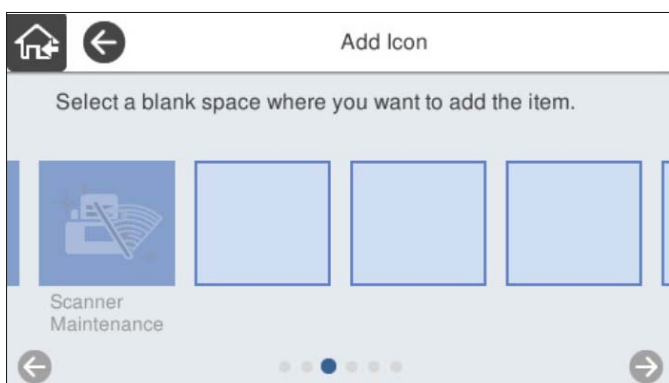 Add Icon
Select a blank space where you want to add the item.
Scanner
Maintenance